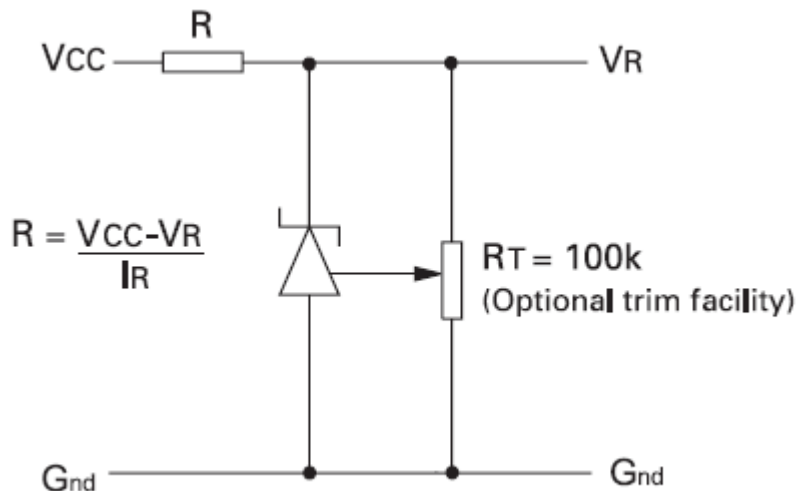 R
VCC
VR
R = VCC-VR
IR
RT = 100k
(Optional trim facility)
Gnd
Gnd